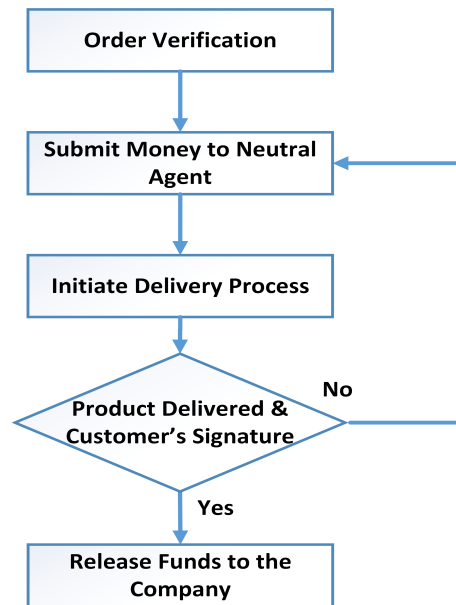 Order Verification
Submit Money to Neutral
Agent
Initiate Delivery Process
No
Product Delivered &
Customer’s Signature
Yes
Release Funds to the
Company